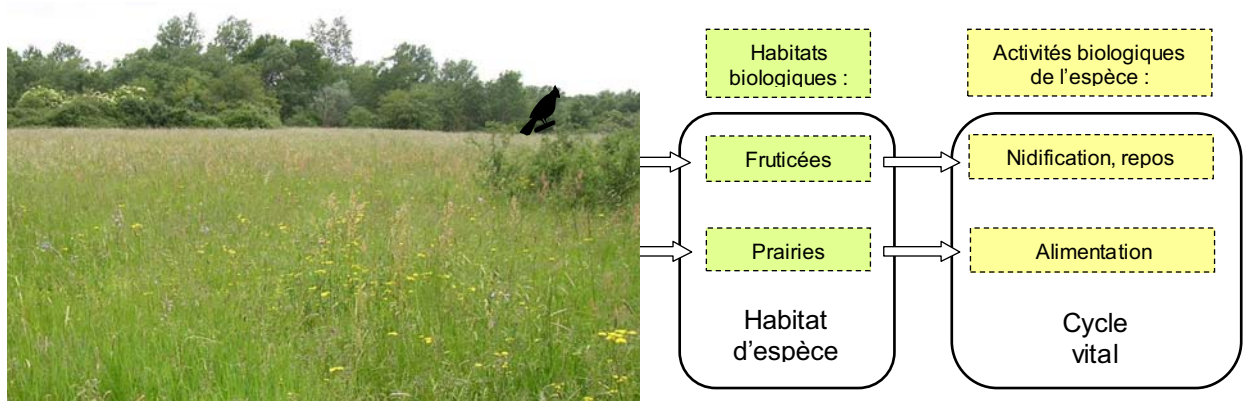 Habitats
biologiques :
Activités biologiques
de l'espèce :
Fruticées
Nidification, repos
Prairies
Alimentation
Habitat
d'espèce
Cycle
vital